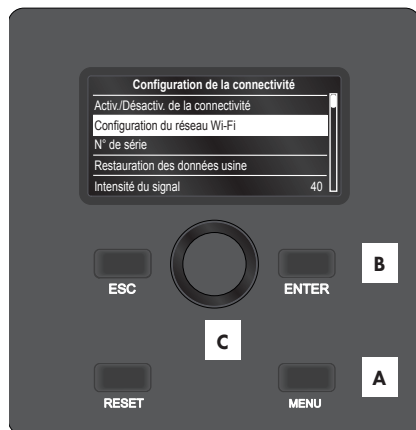 Configuration de la connectivité
Activ./Désactiv. de la connectivité
Configuration du réseau Wi-Fi
N° de série
Restauration des données usine
Intensité du signal 40
ESC
ENTER
B
C
RESET
MENU
A